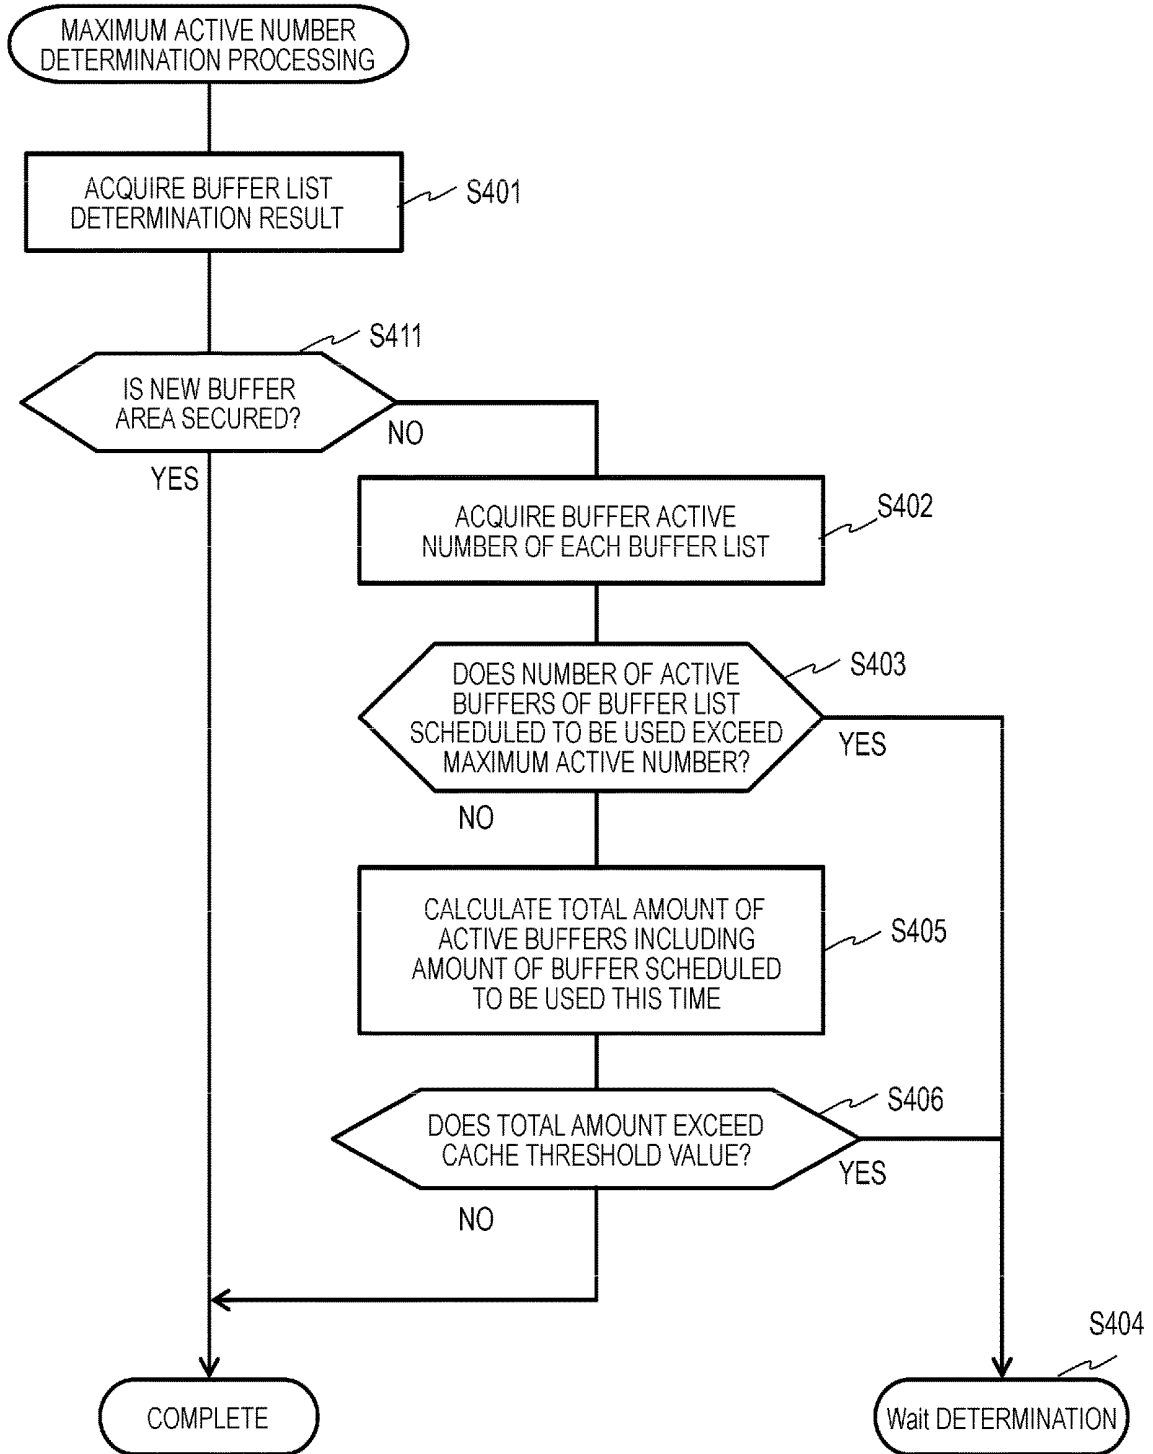 MAXIMUM ACTIVE NUMBER
DETERMINATION PROCESSING
ACQUIRE BUFFER LIST
DETERMINATION RESULT
S401
S411
IS NEW BUFFER
AREA SECURED?
NO
YES
ACQUIRE BUFFER ACTIVE
NUMBER OF EACH BUFFER LIST
S402
DOES NUMBER OF ACTIVE
BUFFERS OF BUFFER LIST
SCHEDULED TO BE USED EXCEED
MAXIMUM ACTIVE NUMBER?
S403
YES
NO
CALCULATE TOTAL AMOUNT OF
ACTIVE BUFFERS INCLUDING
AMOUNT OF BUFFER SCHEDULED
TO BE USED THIS TIME
S405
DOES TOTAL AMOUNT EXCEED
CACHE THRESHOLD VALUE?
S406
YES
NO
S404
COMPLETE
Wait DETERMINATION